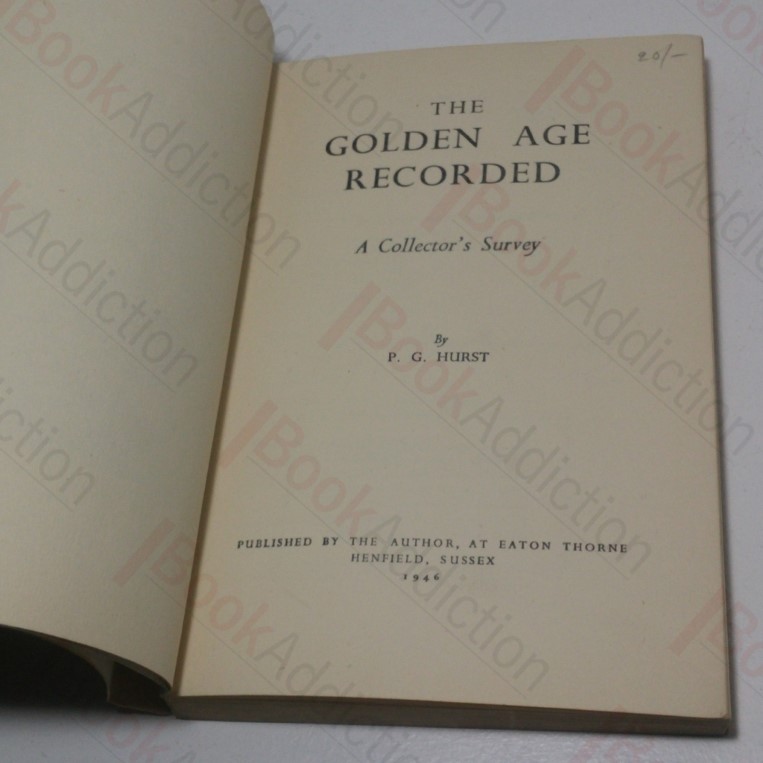 20/-
THE
GOLDEN AGE
RECORDED
A Collector's Survey
By
P. G. HURST
PUBLISHED BY THE AUTHOR, AT EATON THORNE
HENFIELD, SUSSEX
1946
BookAddiction